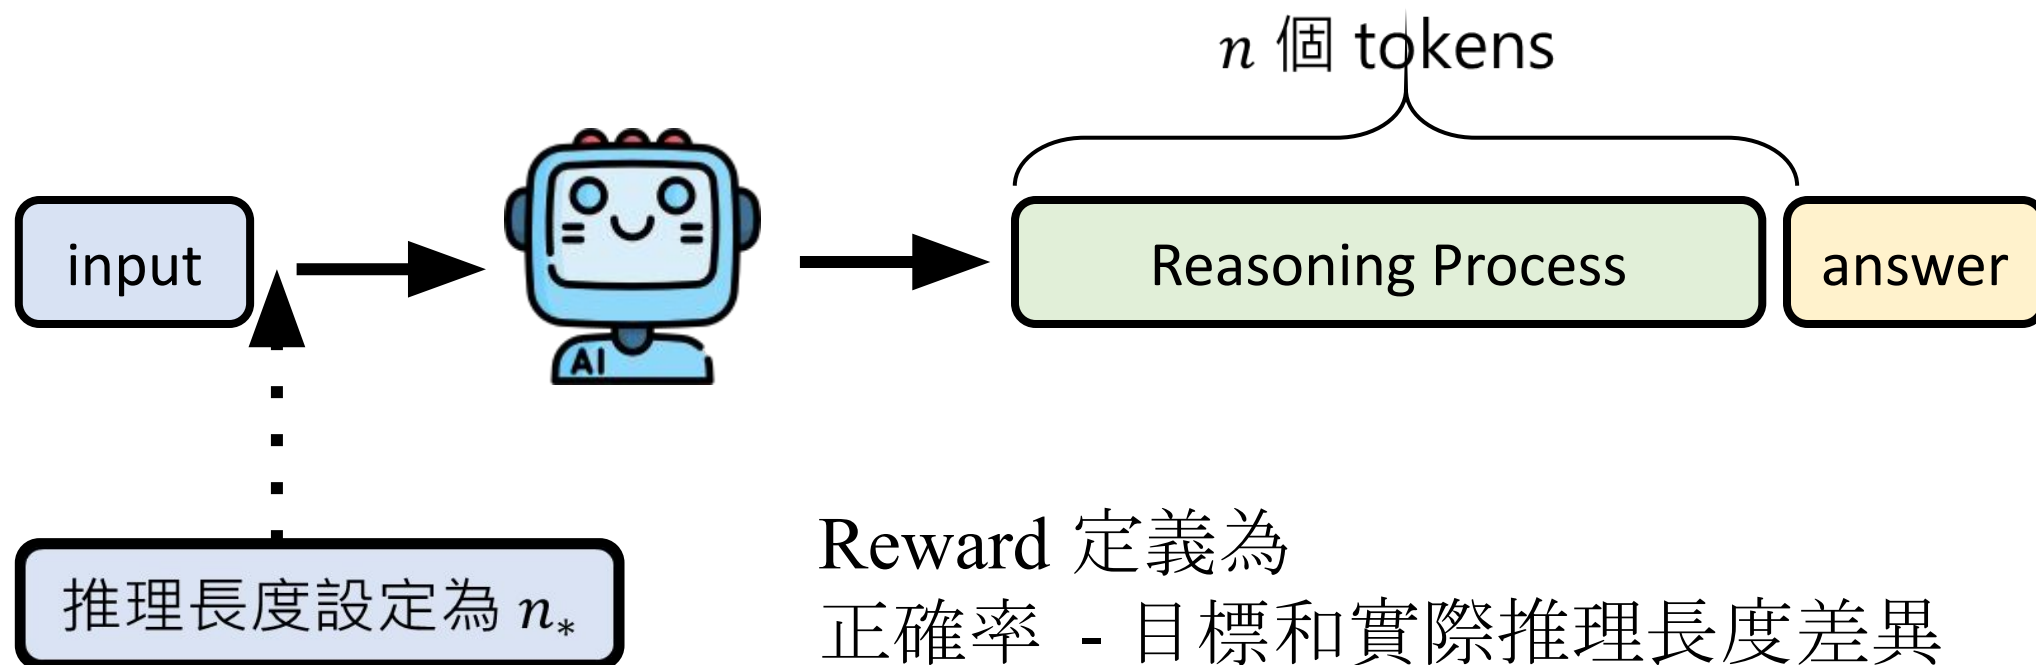 n 個 tokens
input
Reasoning Process
answer
AI
推理長度設定為 n*
Reward 定義為
正確率 - 目標和實際推理長度差異